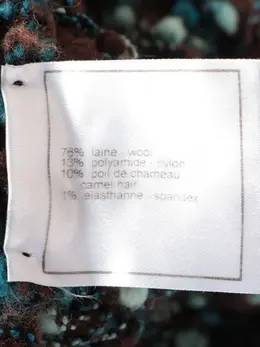 76% laine - wool
13% polyamide - nylon
10% poil de chameau
camel hair
1% elasthanne - spandex